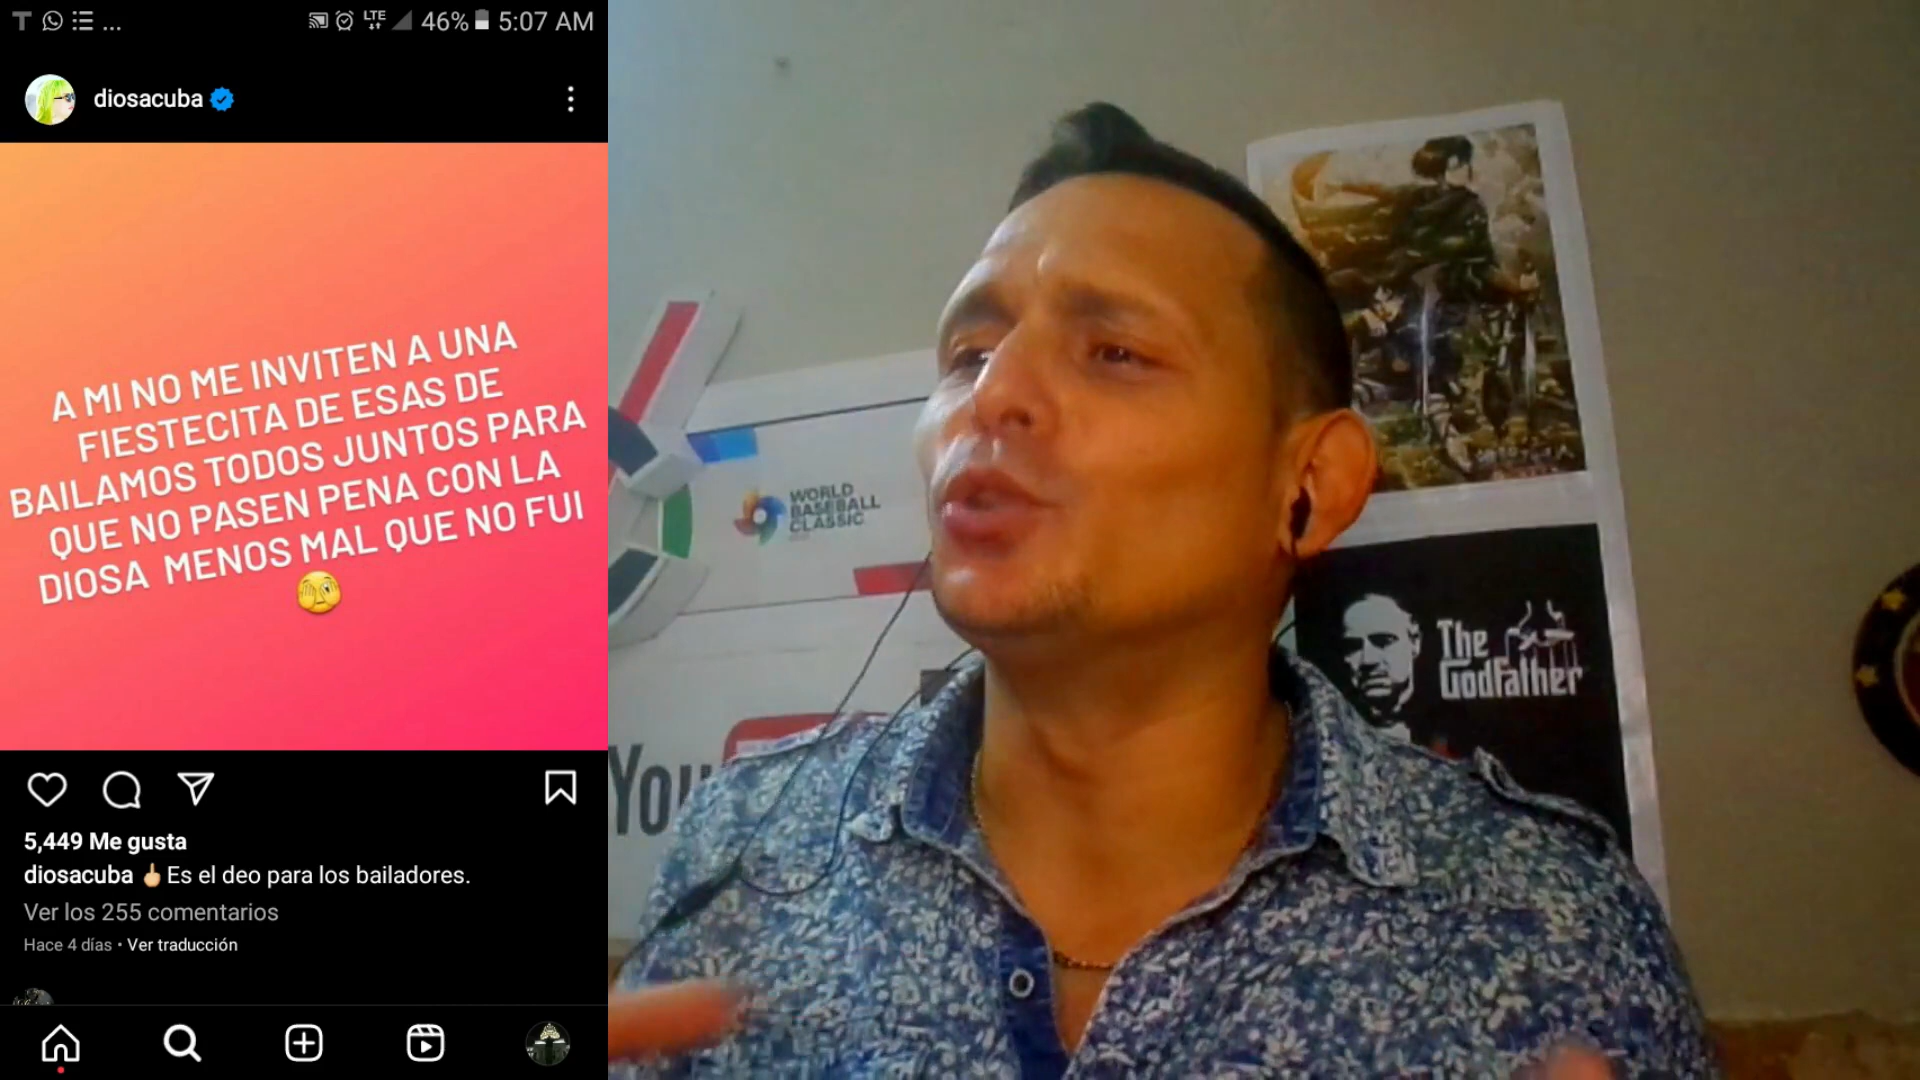 ... 46% 5:07 AM
LTE
diosacuba
A MI NO ME INVITEN A UNA
FIESTECITA DE ESAS DE
BAILAMOS TODOS JUNTOS PARA
QUE NO PASEN PENA CON LA
DIOSA MENOS MAL QUE NO FUI
5,449 Me gusta
diosacuba Es el deo para los bailadores.
Ver los 255 comentarios
Hace 4 días • Ver traducción
WORLD
BASEBALL
CLASSIC
The
Godfather
You